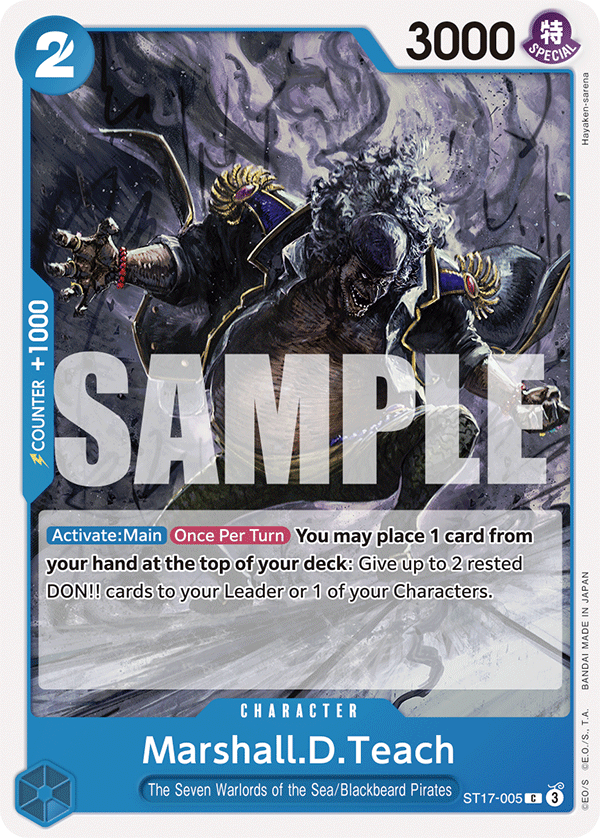 2
3000
特
SPECIAL
Hayaken-sarena
COUNTER +1000
SAMPLE
Activate:Main Once Per Turn You may place 1 card from
your hand at the top of your deck: Give up to 2 rested
DON!! cards to your Leader or 1 of your Characters.
CHARACTER
Marshall.D.Teach
The Seven Warlords of the Sea/Blackbeard Pirates
ST17-005 C 3
©E.O/S ©E.O./S., T.A. BANDAI MADE IN JAPAN